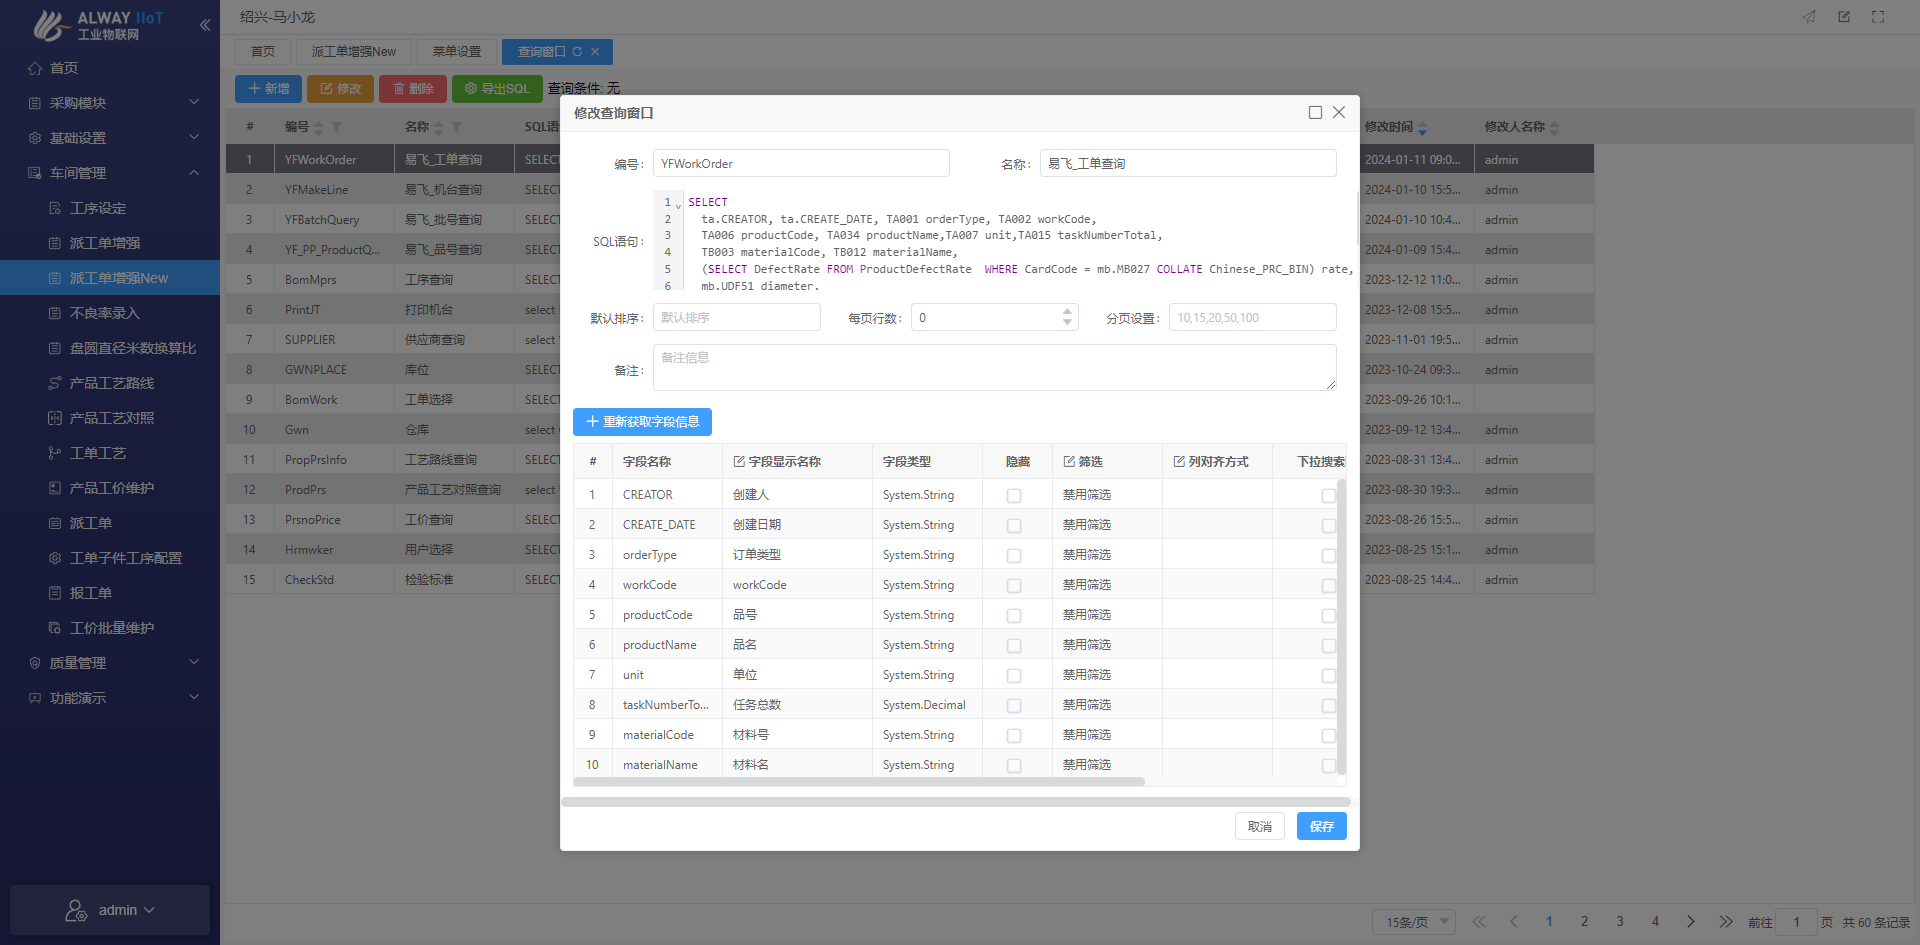 ALWAY IIoT
工业物联网
首页
采购模块
基础设置
车间管理
工序设定
派工单增强
派工单增强New
不良率录入
盘圆直径米数换算比
产品工艺路线
产品工艺对照
工单工艺
产品工价维护
派工单
工单子件工序配置
报工单
工价批量维护
质量管理
功能演示
admin
绍兴-马小龙
首页 派工单增强New 菜单设置 查询窗口
新增 修改 删除 导出SQL 查询条件: 无
# 编号 名称 SQL语 修改时间 修改人名称
1 YFWorkOrder 易飞_工单查询 SELECT 2024-01-11 09:0... admin
2 YFMakeLine 易飞_机台查询 SELECT 2024-01-10 15:5... admin
3 YFBatchQuery 易飞_批号查询 SELECT 2024-01-10 10:4... admin
4 YF_PP_ProductQ... 易飞_品号查询 SELECT 2024-01-09 15:4... admin
5 BomMprs 工序查询 SELECT 2023-12-12 11:0... admin
6 PrintJT 打印机台 select 2023-12-08 15:5... admin
7 SUPPLIER 供应商查询 select 2023-11-01 19:5... admin
8 GWNPLACE 库位 SELECT 2023-10-24 09:3... admin
9 BomWork 工单选择 SELECT 2023-09-26 10:1...
10 Gwn 仓库 select 2023-09-12 13:4... admin
11 PropPrsInfo 工艺路线查询 SELECT 2023-08-31 13:4... admin
12 ProdPrs 产品工艺对照查询 select 2023-08-30 19:3... admin
13 PrsnoPrice 工价查询 SELECT 2023-08-26 15:5... admin
14 Hrmwker 用户选择 SELECT 2023-08-25 15:1... admin
15 CheckStd 检验标准 SELECT 2023-08-25 14:4... admin
15条/页 1 2 3 4 前往 1 页 共 60 条记录
修改查询窗口
编号: YFWorkOrder 名称: 易飞_工单查询
SQL语句:
1 SELECT
2 ta.CREATOR, ta.CREATE_DATE, TA001 orderType, TA002 workCode,
3 TA006 productCode, TA034 productName,TA007 unit,TA015 taskNumberTotal,
4 TB003 materialCode, TB012 materialName,
5 (SELECT DefectRate FROM ProductDefectRate  WHERE CardCode = mb.MB027 COLLATE Chinese_PRC_BIN) rate,
6 mb.UDF51 diameter,
默认排序: 默认排序 每页行数: 0 分页设置: 10,15,20,50,100
备注: 备注信息
重新获取字段信息
# 字段名称 字段显示名称 字段类型 隐藏 筛选 列对齐方式 下拉搜索
1 CREATOR 创建人 System.String 禁用筛选
2 CREATE_DATE 创建日期 System.String 禁用筛选
3 orderType 订单类型 System.String 禁用筛选
4 workCode workCode System.String 禁用筛选
5 productCode 品号 System.String 禁用筛选
6 productName 品名 System.String 禁用筛选
7 unit 单位 System.String 禁用筛选
8 taskNumberTo... 任务总数 System.Decimal 禁用筛选
9 materialCode 材料号 System.String 禁用筛选
10 materialName 材料名 System.String 禁用筛选
取消 保存